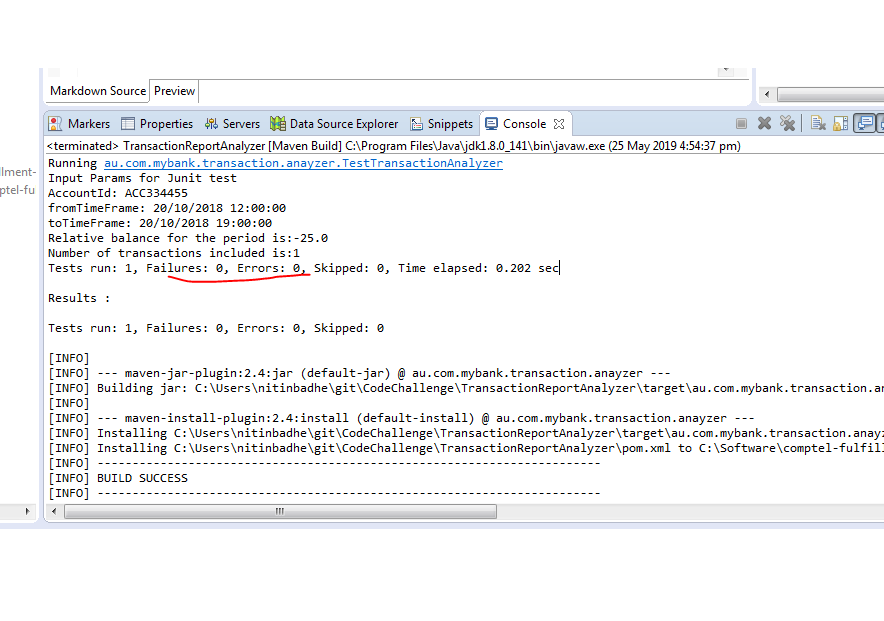 Markdown Source Preview
Markers Properties Servers Data Source Explorer Snippets Console
<terminated> TransactionReportAnalyzer [Maven Build] C:\Program Files\Java\jdk1.8.0_141\bin\javaw.exe (25 May 2019 4:54:37 pm)
llment-
ptel-fu
Running au.com.mybank.transaction.anayzer.TestTransactionAnalyzer
Input Params for Junit test
AccountId: ACC334455
fromTimeFrame: 20/10/2018 12:00:00
toTimeFrame: 20/10/2018 19:00:00
Relative balance for the period is:-25.0
Number of transactions included is:1
Tests run: 1, Failures: 0, Errors: 0, Skipped: 0, Time elapsed: 0.202 sec
Results :
Tests run: 1, Failures: 0, Errors: 0, Skipped: 0
[INFO]
[INFO] --- maven-jar-plugin:2.4:jar (default-jar) @ au.com.mybank.transaction.anayzer ---
[INFO] Building jar: C:\Users\nitinbadhe\git\CodeChallenge\TransactionReportAnalyzer\target\au.com.mybank.transaction.an
[INFO]
[INFO] --- maven-install-plugin:2.4:install (default-install) @ au.com.mybank.transaction.anayzer ---
[INFO] Installing C:\Users\nitinbadhe\git\CodeChallenge\TransactionReportAnalyzer\target\au.com.mybank.transaction.anayz
[INFO] Installing C:\Users\nitinbadhe\git\CodeChallenge\TransactionReportAnalyzer\pom.xml to C:\Software\comptel-fulfill
[INFO] --------------------------------------------------------------
[INFO] BUILD SUCCESS
[INFO] --------------------------------------------------------------